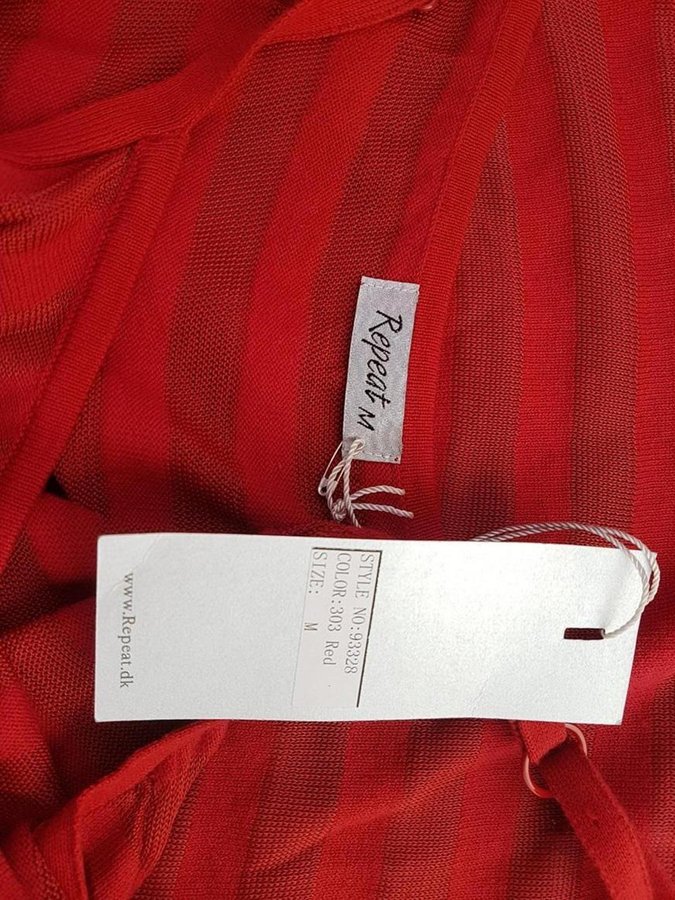 Repeat M
STYLE NO:93328
COLOR:303 Red
SIZE: M
www.Repeat.dk